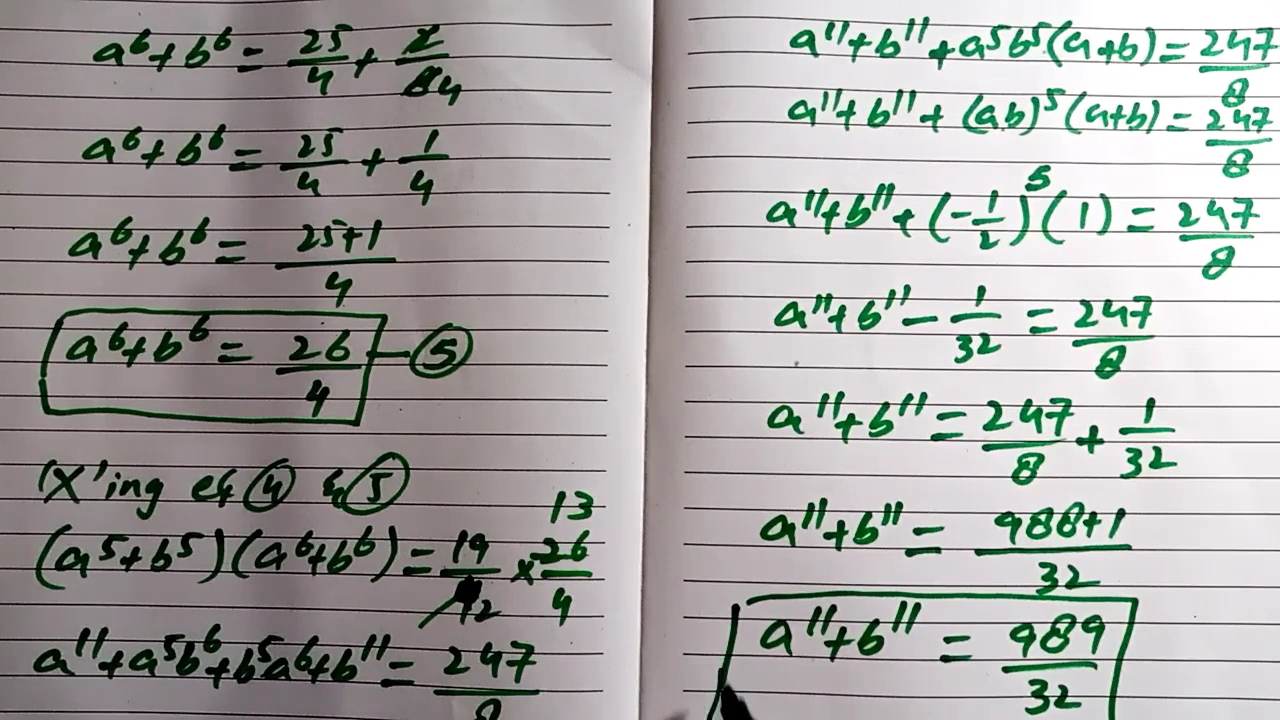 a⁶+b⁶ = 25/4 + 2/84
a⁶+b⁶ = 25/4 + 1/4
a⁶+b⁶ = 25+1/4
a⁶+b⁶ = 26/4 — ⑤
'X'ing eq ④ & ⑤
13
(a⁵+b⁵)(a⁶+b⁶) = 19/42 × 26/4
a¹¹+a⁵b⁶+b⁵a⁶+b¹¹ = 247/8
a¹¹+b¹¹+a⁵b⁵(a+b) = 247/8
a¹¹+b¹¹+(ab)⁵(a+b) = 247/8
a¹¹+b¹¹+(-1/2)⁵(1) = 247/8
a¹¹+b¹¹ - 1/32 = 247/8
a¹¹+b¹¹ = 247/8 + 1/32
a¹¹+b¹¹ = 988+1/32
a¹¹+b¹¹ = 989/32